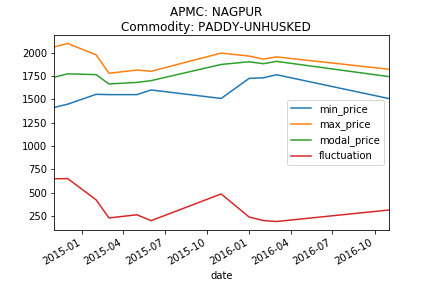 APMC: NAGPUR
Commodity: PADDY-UNHUSKED
2000
1750
1500
1250
1000
750
500
250
min_price
max_price
modal_price
fluctuation
2015-01
2015-04
2015-07
2015-10
2016-01
2016-04
2016-07
2016-10
date